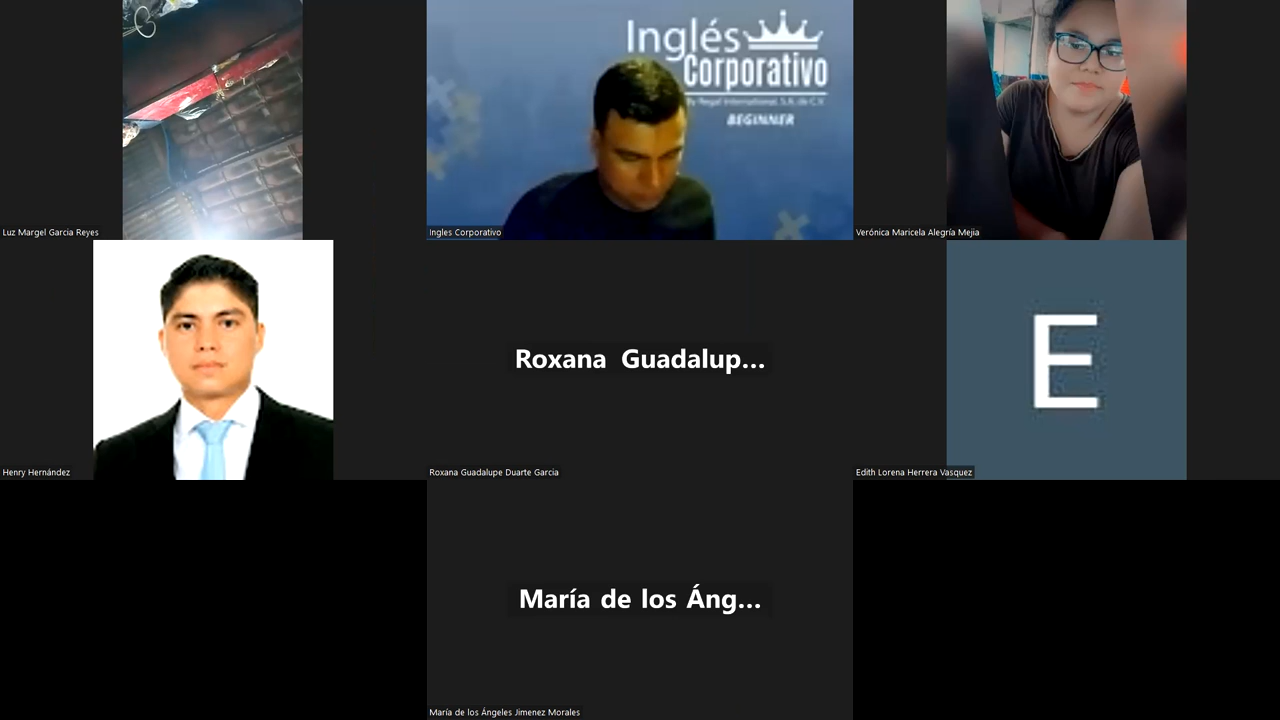 Inglés
Corporativo
By Regal International, S.A. de C.V.
BEGINNER
Luz Margel Garcia Reyes
Ingles Corporativo
Verónica Maricela Alegría Mejia
Roxana Guadalup...
E
Henry Hernández
Roxana Guadalupe Duarte Garcia
Edith Lorena Herrera Vasquez
María de los Áng...
María de los Ángeles Jimenez Morales